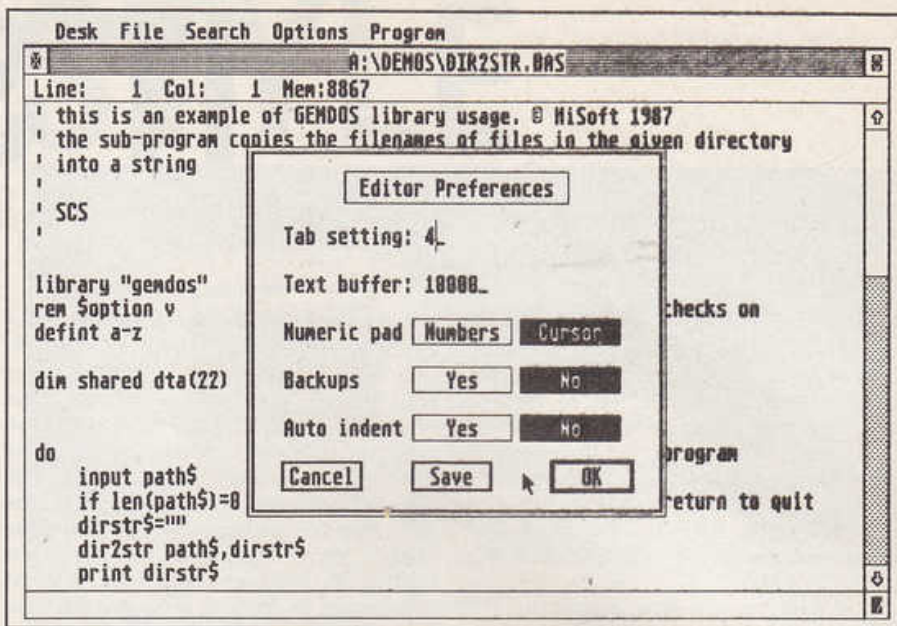 Desk File Search Options Program
A:\DEMOS\DIR2STR.BAS
Line: 1 Col: 1 Mem:8867
' this is an example of GEMDOS library usage. © HiSoft 1987
' the sub-program copies the filenames of files in the given directory
' into a string
'
' SCS
'
library "gemdos"
rem $option v
checks on
defint a-z
dim shared dta(22)
do
program
input path$
if len(path$)=0
return to quit
dirstr$=""
dir2str path$,dirstr$
print dirstr$
Editor Preferences
Tab setting: 4_
Text buffer: 10000_
Numeric pad Numbers Cursor
Backups Yes No
Auto indent Yes No
Cancel Save OK